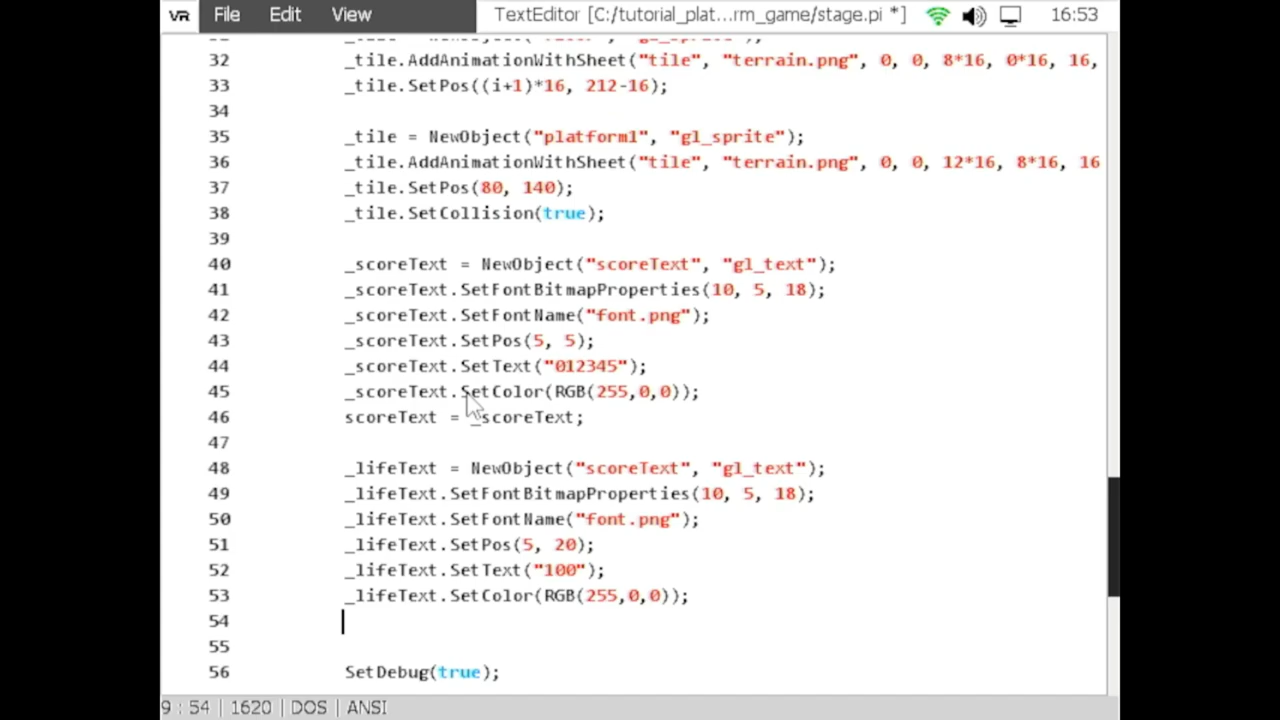 VR File Edit View TextEditor [C:/tutorial_plat...rm_game/stage.pi *] 16:53
32 _tile.AddAnimationWithSheet("tile", "terrain.png", 0, 0, 8*16, 0*16, 16,
33 _tile.SetPos((i+1)*16, 212-16);
34
35 _tile = NewObject("platform1", "gl_sprite");
36 _tile.AddAnimationWithSheet("tile", "terrain.png", 0, 0, 12*16, 8*16, 16
37 _tile.SetPos(80, 140);
38 _tile.SetCollision(true);
39
40 _scoreText = NewObject("scoreText", "gl_text");
41 _scoreText.SetFontBitmapProperties(10, 5, 18);
42 _scoreText.SetFontName("font.png");
43 _scoreText.SetPos(5, 5);
44 _scoreText.SetText("012345");
45 _scoreText.SetColor(RGB(255,0,0));
46 scoreText = _scoreText;
47
48 _lifeText = NewObject("scoreText", "gl_text");
49 _lifeText.SetFontBitmapProperties(10, 5, 18);
50 _lifeText.SetFontName("font.png");
51 _lifeText.SetPos(5, 20);
52 _lifeText.SetText("100");
53 _lifeText.SetColor(RGB(255,0,0));
54
55
56 SetDebug(true);
9 : 54 | 1620 | DOS | ANSI